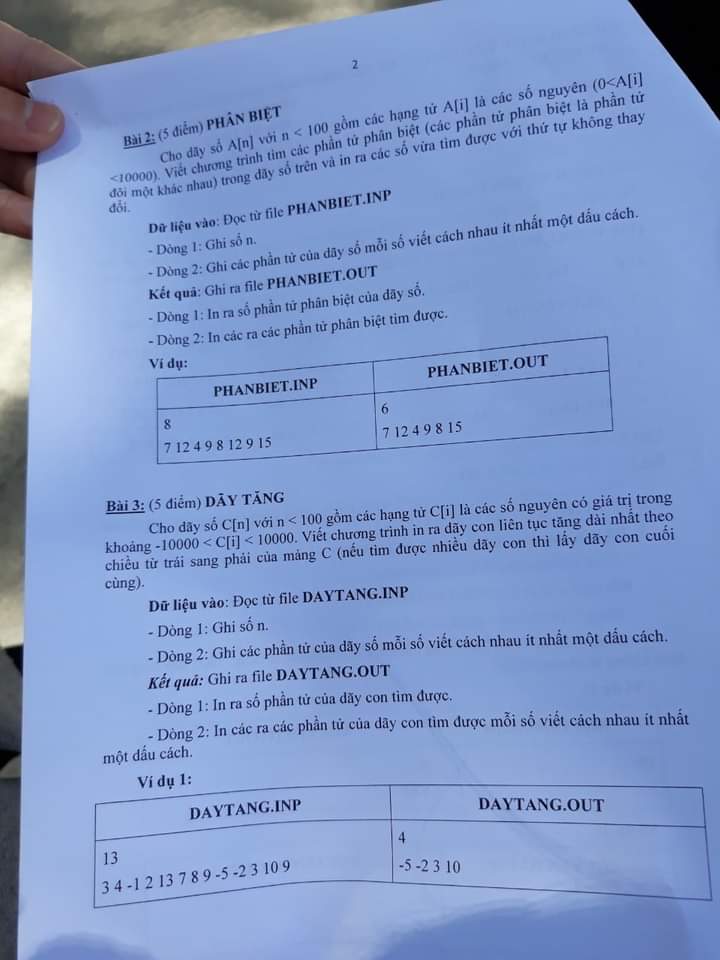 2
Bài 2: (5 điểm) PHÂN BIỆT
Cho dãy số A[n] với n < 100 gồm các hạng tử A[i] là các số nguyên (0<A[i]
<10000). Viết chương trình tìm các phần tử phân biệt (các phần tử phân biệt là phần tử
đôi một khác nhau) trong dãy số trên và in ra các số vừa tìm được với thứ tự không thay
đổi.
Dữ liệu vào: Đọc từ file PHANBIET.INP
- Dòng 1: Ghi số n.
- Dòng 2: Ghi các phần tử của dãy số mỗi số viết cách nhau ít nhất một dấu cách.
Kết quả: Ghi ra file PHANBIET.OUT
- Dòng 1: In ra số phần tử phân biệt của dãy số.
- Dòng 2: In các ra các phần tử phân biệt tìm được.
Ví dụ:
PHANBIET.INP PHANBIET.OUT
8 6
7 12 4 9 8 12 9 15 7 12 4 9 8 15
Bài 3: (5 điểm) DÃY TĂNG
Cho dãy số C[n] với n < 100 gồm các hạng tử C[i] là các số nguyên có giá trị trong
khoảng -10000 < C[i] < 10000. Viết chương trình in ra dãy con liên tục tăng dài nhất theo
chiều từ trái sang phải của mảng C (nếu tìm được nhiều dãy con thì lấy dãy con cuối
cùng).
Dữ liệu vào: Đọc từ file DAYTANG.INP
- Dòng 1: Ghi số n.
- Dòng 2: Ghi các phần tử của dãy số mỗi số viết cách nhau ít nhất một dấu cách.
Kết quả: Ghi ra file DAYTANG.OUT
- Dòng 1: In ra số phần tử của dãy con tìm được.
- Dòng 2: In các ra các phần tử của dãy con tìm được mỗi số viết cách nhau ít nhất
một dấu cách.
Ví dụ 1:
DAYTANG.INP DAYTANG.OUT
13 4
3 4 -1 2 13 7 8 9 -5 -2 3 10 9 -5 -2 3 10